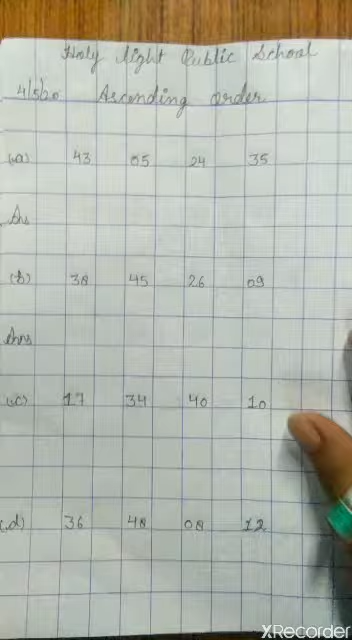 Holy Light Public School
4/5/20 Ascending order
(a) 43 05 24 35
Ans
(b) 38 45 26 09
Ans
(c) 17 34 40 10
(d) 36 48 08 12
XRecorder